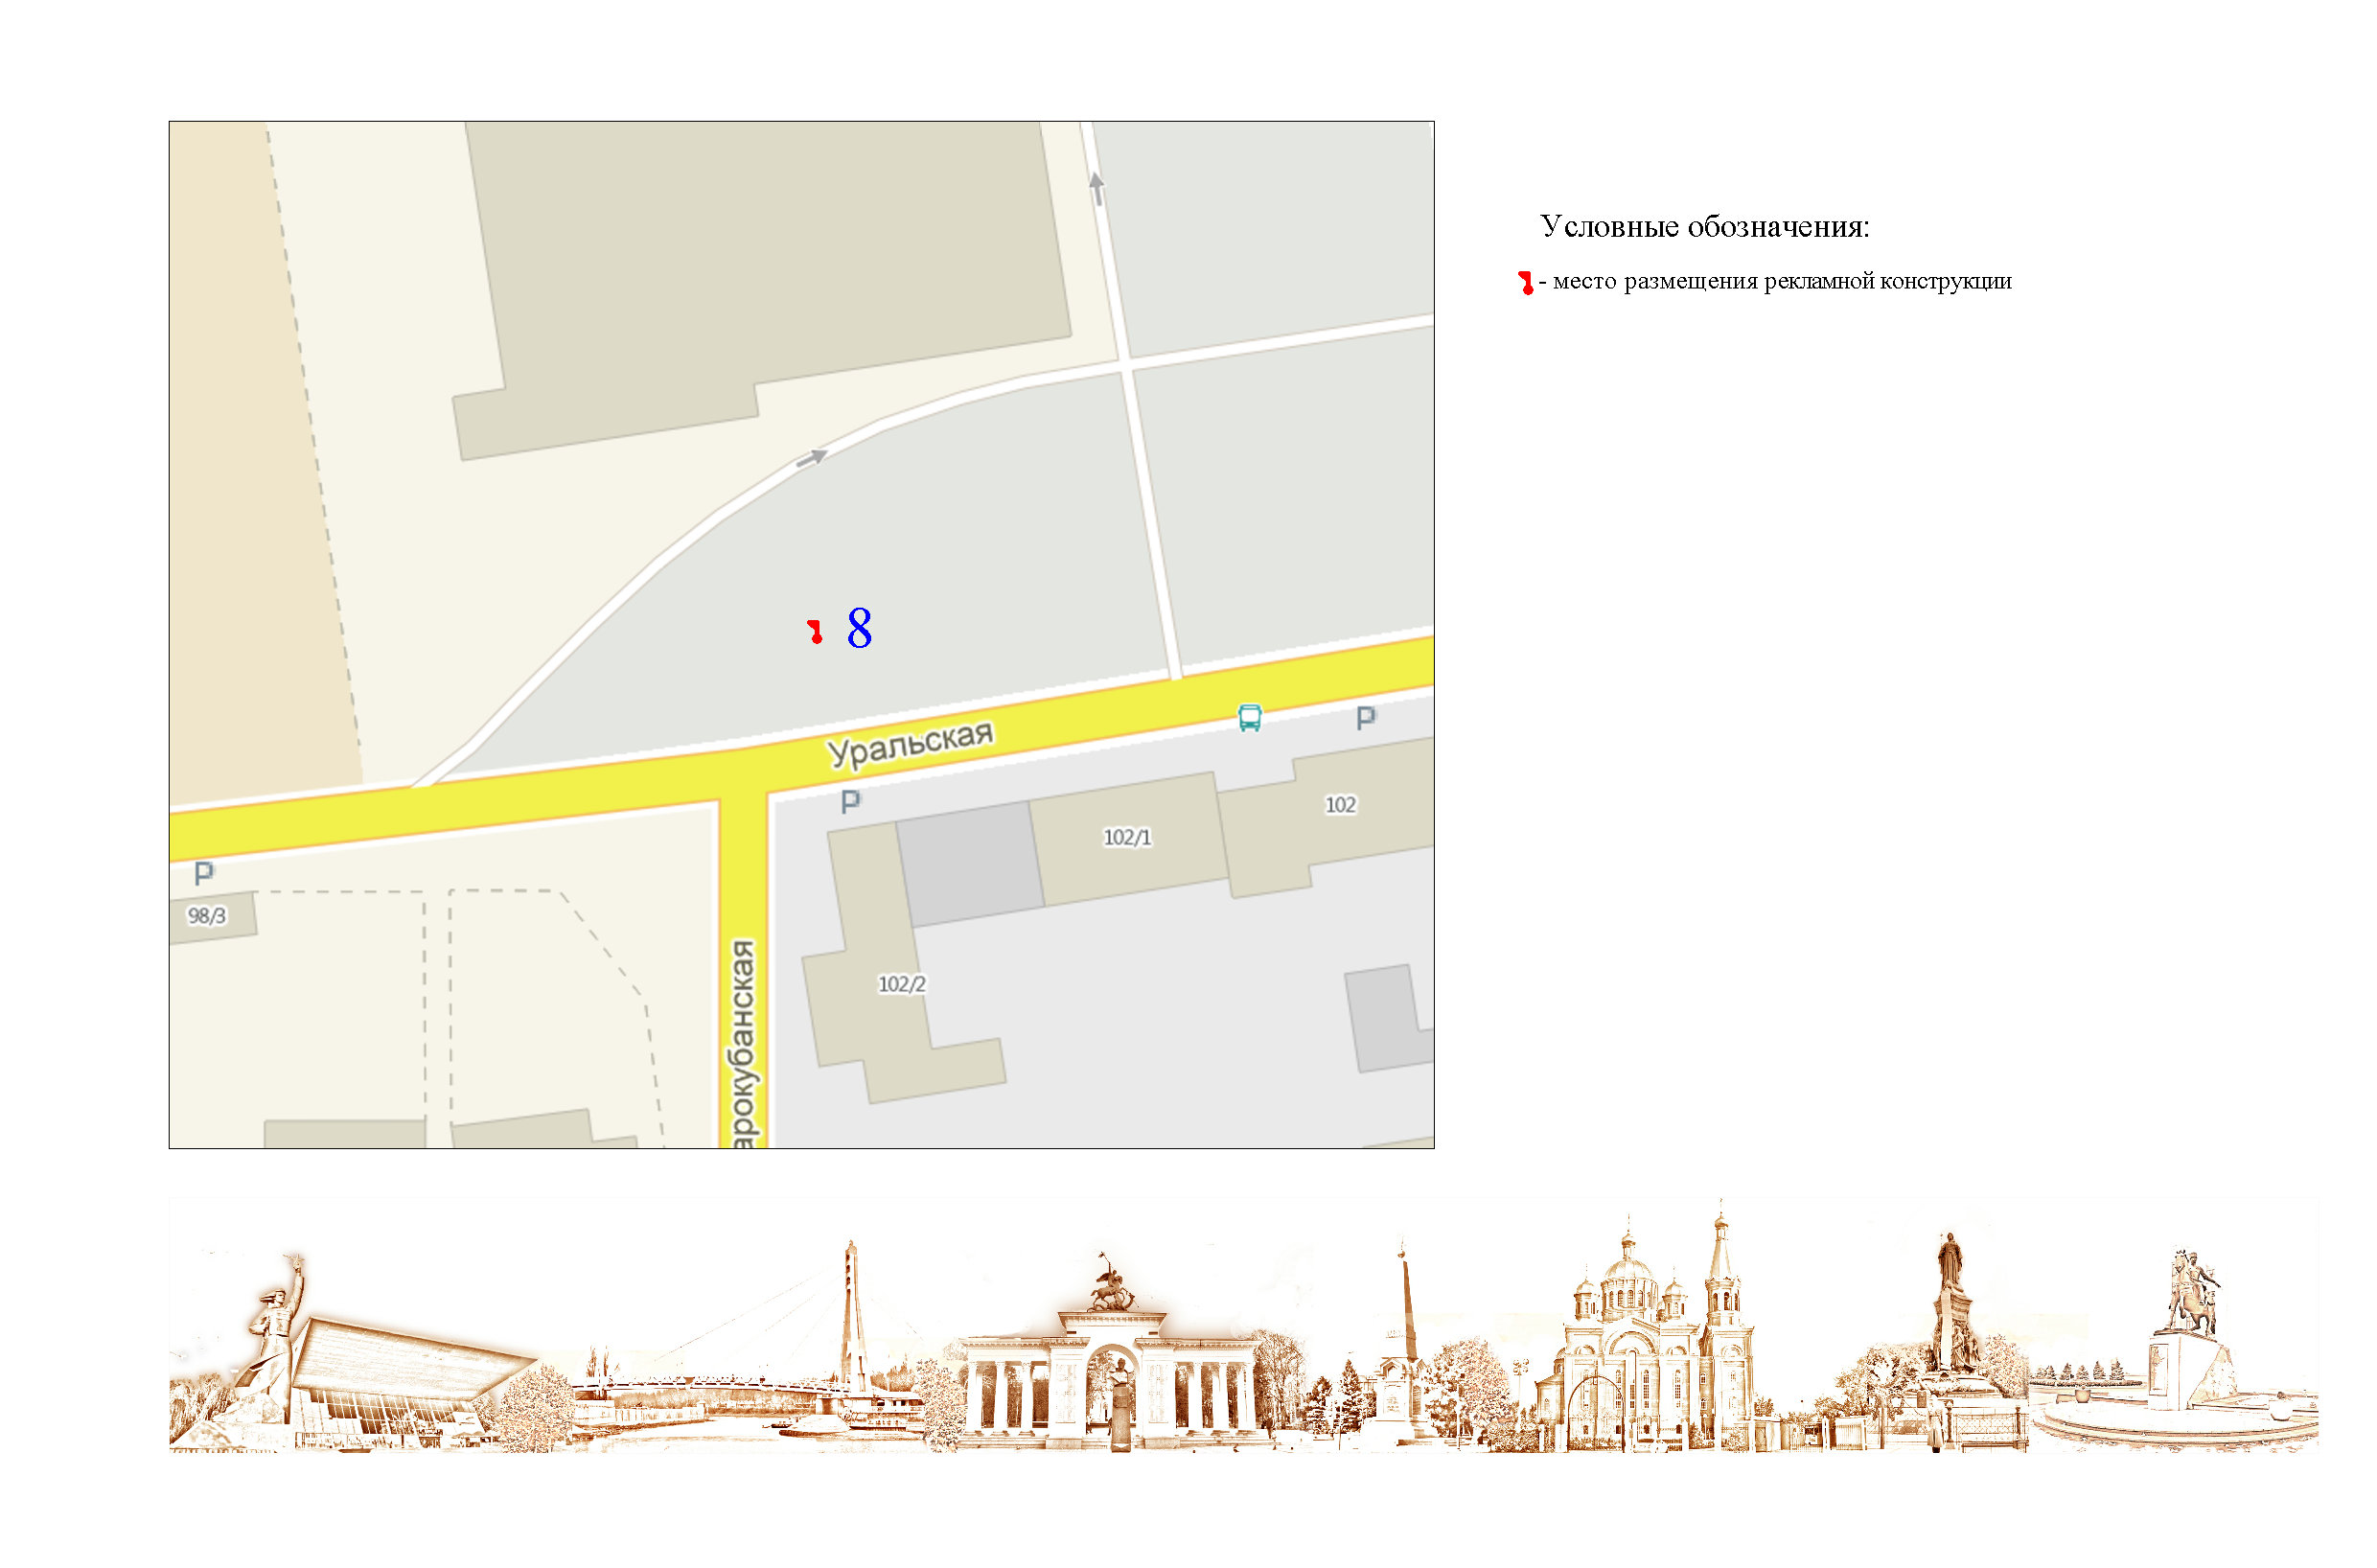 Условные обозначения:
- место размещения рекламной конструкции
8
Уральская
P
P
P
102
102/1
98/3
102/2
арокубанская